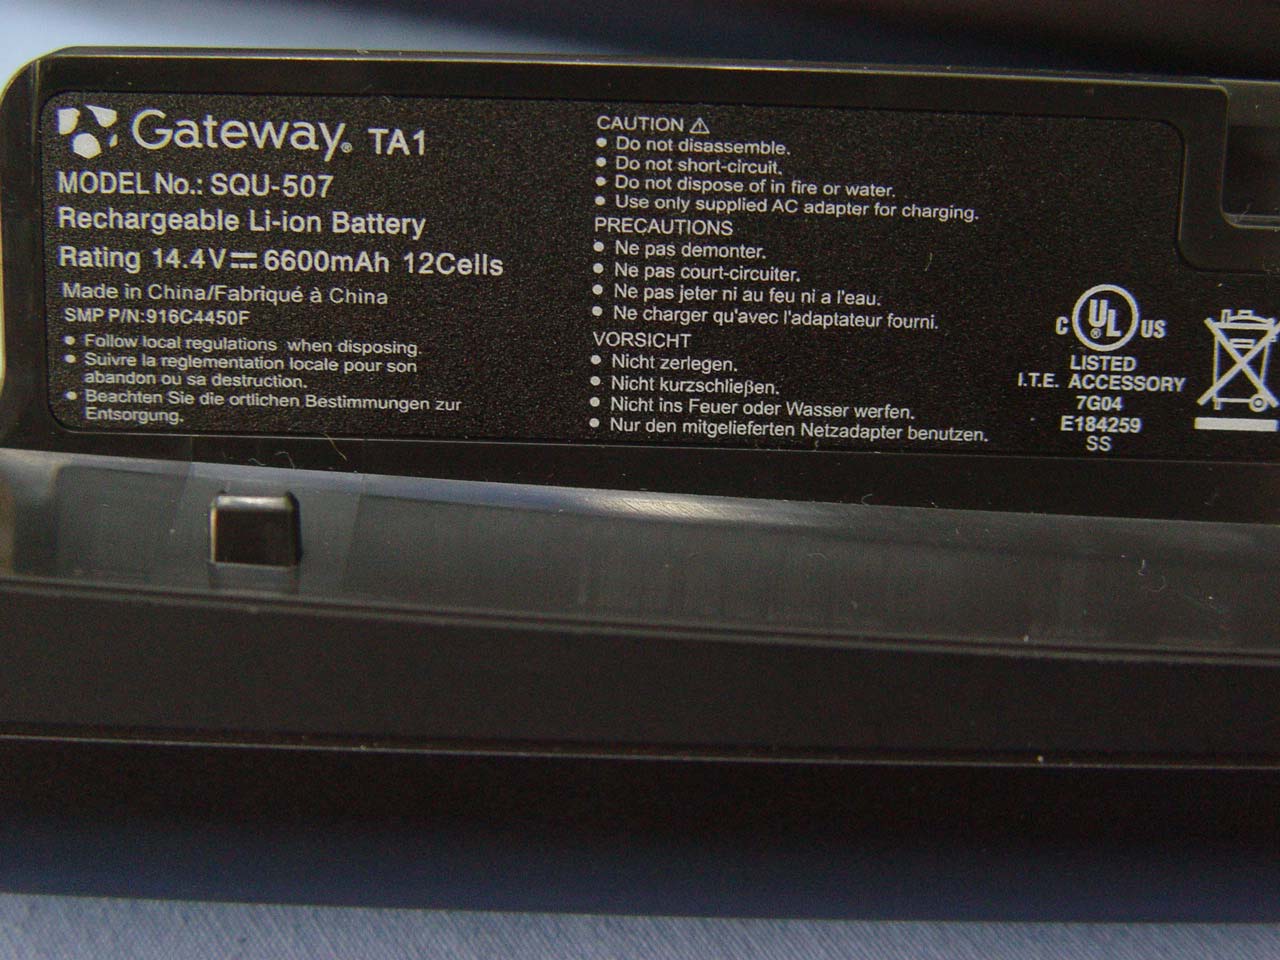 Gateway® TA1
MODEL No.: SQU-507
Rechargeable Li-ion Battery
Rating 14.4V⎓ 6600mAh 12Cells
Made in China/Fabriqué à China
SMP P/N:916C4450F
• Follow local regulations when disposing.
• Suivre la reglementation locale pour son
abandon ou sa destruction.
• Beachten Sie die ortlichen Bestimmungen zur
Entsorgung.
CAUTION ⚠
• Do not disassemble.
• Do not short-circuit.
• Do not dispose of in fire or water.
• Use only supplied AC adapter for charging.
PRECAUTIONS
• Ne pas demonter.
• Ne pas court-circuiter.
• Ne pas jeter ni au feu ni a l'eau.
• Ne charger qu'avec l'adaptateur fourni.
VORSICHT
• Nicht zerlegen.
• Nicht kurzschließen.
• Nicht ins Feuer oder Wasser werfen.
• Nur den mitgelieferten Netzadapter benutzen.
C UL® US
LISTED
I.T.E. ACCESSORY
7G04
E184259
SS